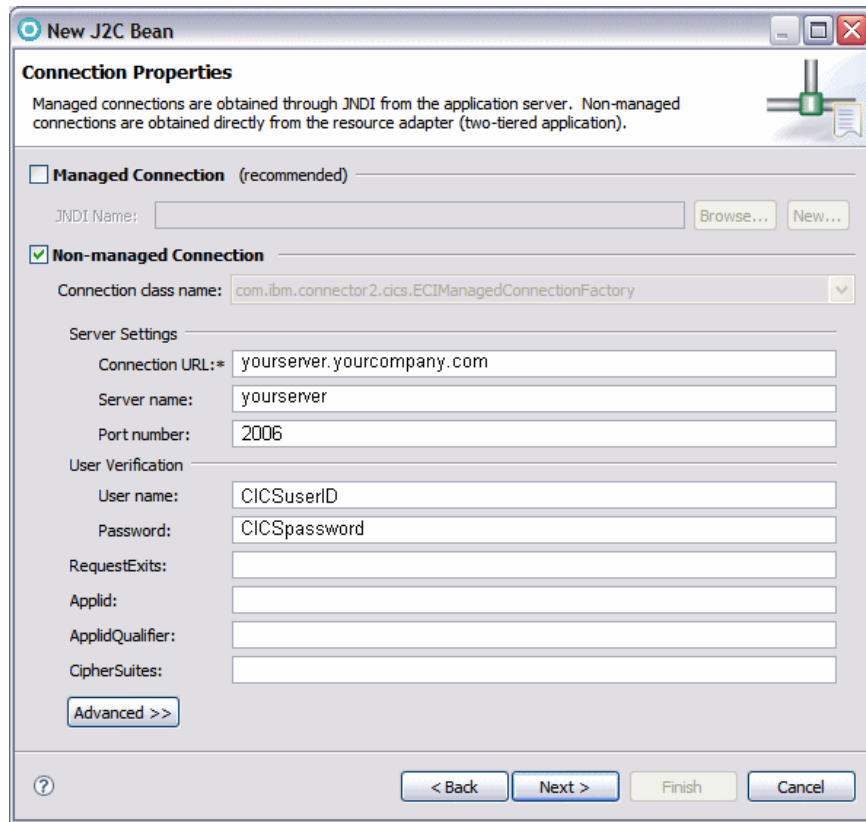 New J2C Bean
Connection Properties
Managed connections are obtained through JNDI from the application server. Non-managed
connections are obtained directly from the resource adapter (two-tiered application).
Managed Connection (recommended)
JNDI Name: Browse... New...
Non-managed Connection
Connection class name: com.ibm.connector2.cics.ECIManagedConnectionFactory
Server Settings
Connection URL:* yourserver.yourcompany.com
Server name: yourserver
Port number: 2006
User Verification
User name: CICSuserID
Password: CICSpassword
RequestExits:
Applid:
ApplidQualifier:
CipherSuites:
Advanced >>
? < Back Next > Finish Cancel